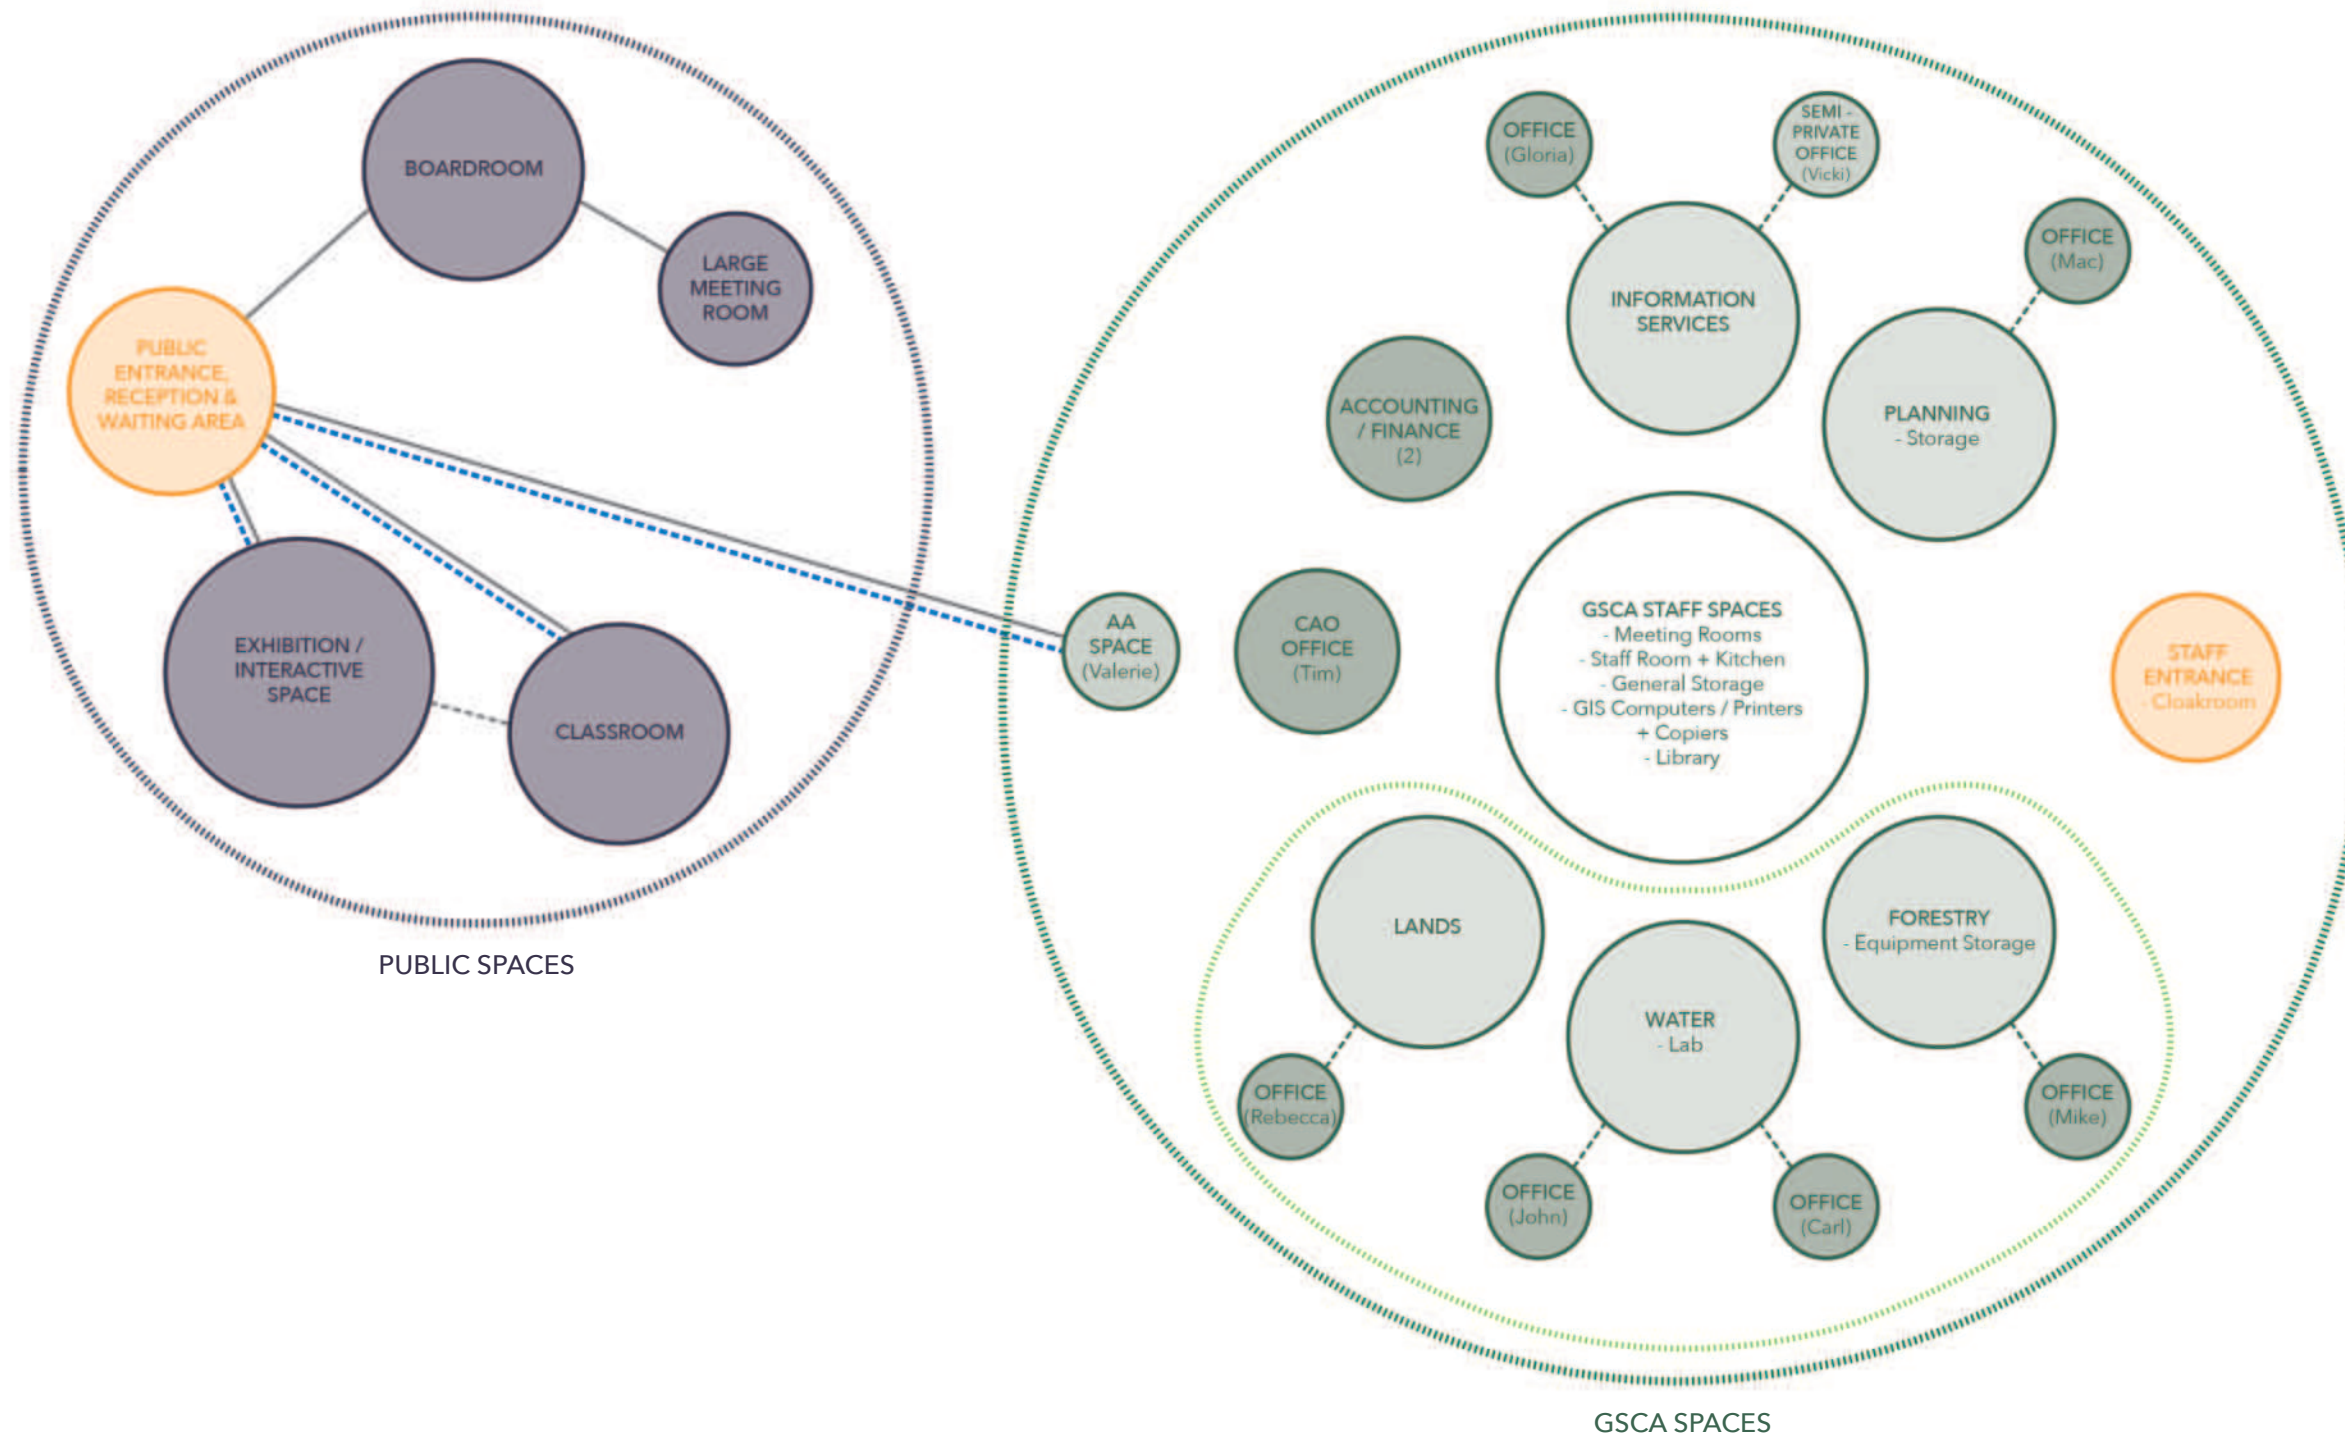 BOARDROOM
LARGE
MEETING
ROOM
PUBLIC
ENTRANCE,
RECEPTION &
WAITING AREA
EXHIBITION /
INTERACTIVE
SPACE
CLASSROOM
PUBLIC SPACES
OFFICE
(Gloria)
SEMI -
PRIVATE
OFFICE
(Vicki)
OFFICE
(Mac)
INFORMATION
SERVICES
ACCOUNTING
/ FINANCE
(2)
PLANNING
- Storage
AA
SPACE
(Valerie)
CAO
OFFICE
(Tim)
GSCA STAFF SPACES
- Meeting Rooms
- Staff Room + Kitchen
- General Storage
- GIS Computers / Printers
+ Copiers
- Library
STAFF
ENTRANCE
- Cloakroom
LANDS
WATER
- Lab
FORESTRY
- Equipment Storage
OFFICE
(Rebecca)
OFFICE
(John)
OFFICE
(Carl)
OFFICE
(Mike)
GSCA SPACES